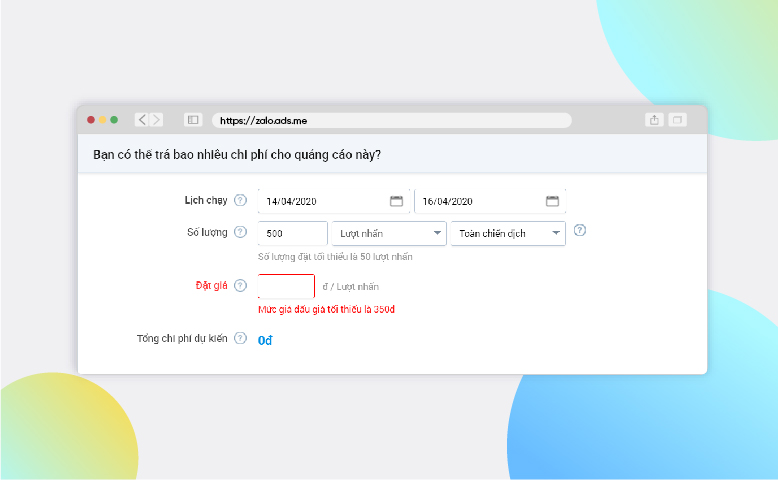 https://zalo.ads.me
Bạn có thể trả bao nhiêu chi phí cho quảng cáo này?
Lịch chạy ? 14/04/2020 16/04/2020
Số lượng ? 500 Lượt nhấn Toàn chiến dịch ?
Số lượng đặt tối thiểu là 50 lượt nhấn
Đặt giá ? đ / Lượt nhấn
Mức giá đấu giá tối thiểu là 350đ
Tổng chi phí dự kiến ? 0đ